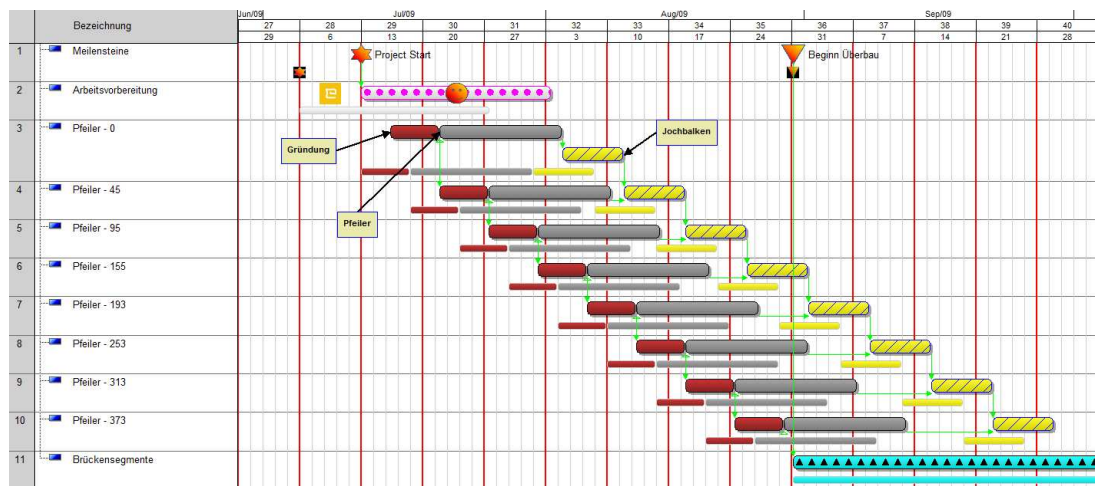 Bezeichnung
Jun/09 Jul/09 Aug/09 Sep/09
27 28 29 30 31 32 33 34 35 36 37 38 39 40
29 6 13 20 27 3 10 17 24 31 7 14 21 28
1 Meilensteine Project Start Beginn Überbau
2 Arbeitsvorbereitung
3 Pfeiler - 0
Jochbalken
Gründung
4 Pfeiler - 45
Pfeiler
5 Pfeiler - 95
6 Pfeiler - 155
7 Pfeiler - 193
8 Pfeiler - 253
9 Pfeiler - 313
10 Pfeiler - 373
11 Brückensegmente